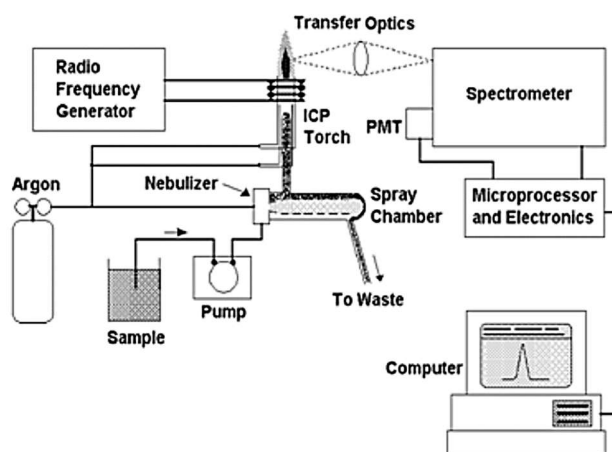 Transfer Optics
Radio
Frequency
Generator
ICP
Torch
Spectrometer
PMT
Argon
Nebulizer
Spray
Chamber
Microprocessor
and Electronics
To Waste
Pump
Sample
Computer